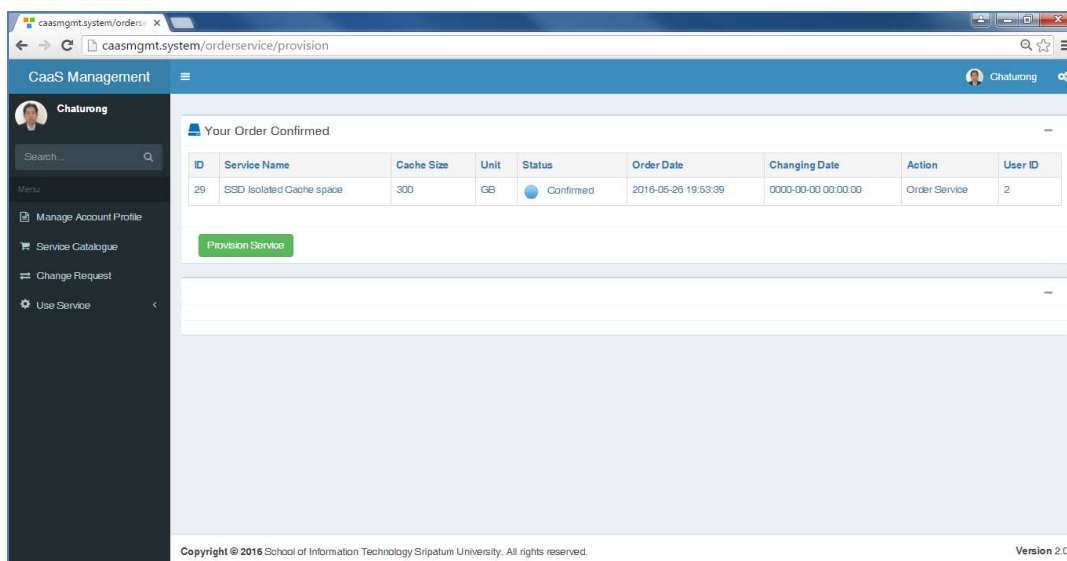 caasmgmt.system/orderse
caasmgmt.system/orderservice/provision
CaaS Management
Chaturong
Chaturong
Search...
Menu
Manage Account Profile
Service Catalogue
Change Request
Use Service
Your Order Confirmed
ID Service Name Cache Size Unit Status Order Date Changing Date Action User ID
29 SSD Isolated Cache space 300 GB Confirmed 2016-05-26 19:53:39 0000-00-00 00:00:00 Order Service 2
Provision Service
Copyright © 2016 School of Information Technology Sripatum University. All rights reserved.
Version 2.0